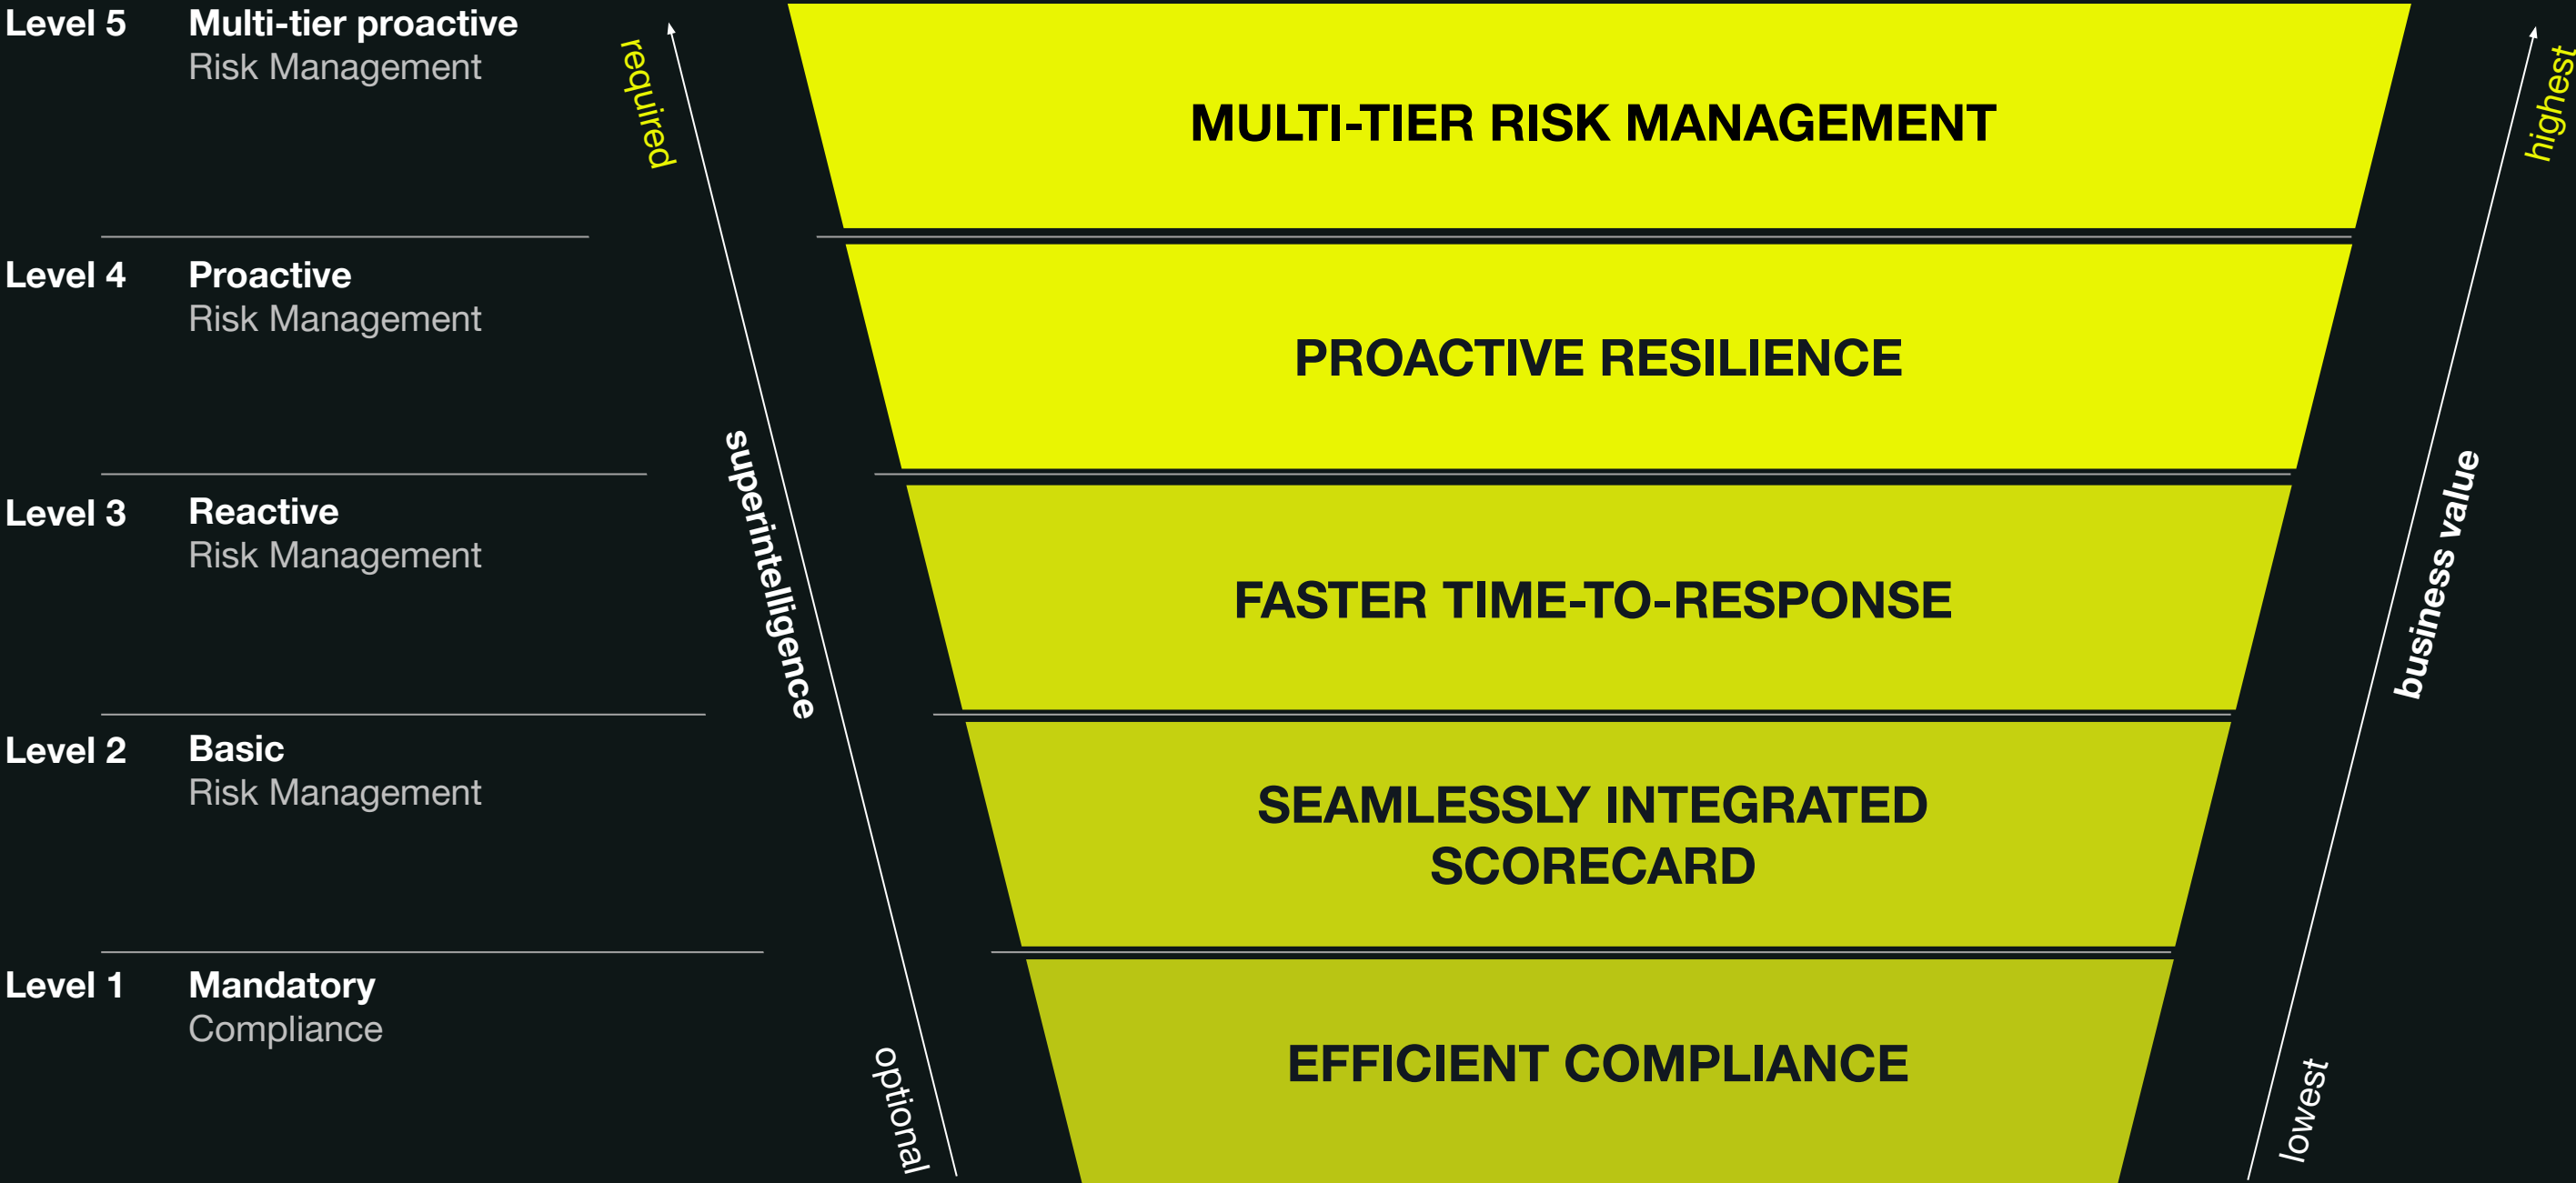 Level 5
Multi-tier proactive
Risk Management
required
MULTI-TIER RISK MANAGEMENT
highest
Level 4
Proactive
Risk Management
PROACTIVE RESILIENCE
Level 3
Reactive
Risk Management
superintelligence
FASTER TIME-TO-RESPONSE
business value
Level 2
Basic
Risk Management
SEAMLESSLY INTEGRATED
SCORECARD
Level 1
Mandatory
Compliance
optional
EFFICIENT COMPLIANCE
lowest